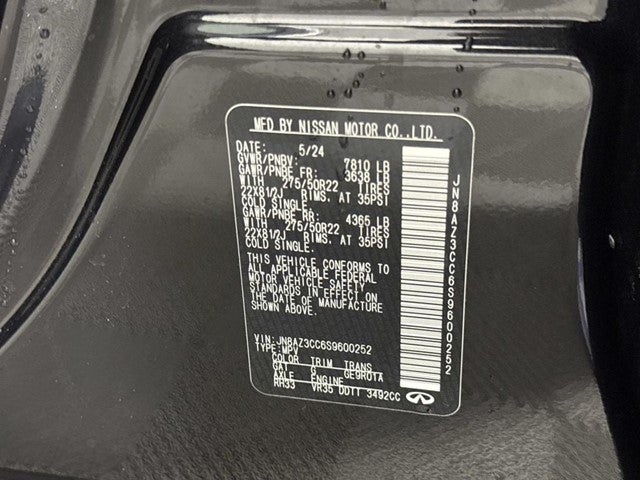 MFD BY NISSAN MOTOR CO.,LTD.
DATE: 5/24
GVWR/PNBV: 7810 LB
GAWR/PNBE FR: 3638 LB
WITH 275/50R22 TIRES
22X81/2J RIMS, AT 35PSI
COLD SINGLE.
GAWR/PNBE RR: 4365 LB
WITH 275/50R22 TIRES
22X81/2J RIMS, AT 35PSI
COLD SINGLE.
THIS VEHICLE CONFORMS TO
ALL APPLICABLE FEDERAL
MOTOR VEHICLE SAFETY
STANDARDS IN EFFECT ON
THE DATE OF MANUFACTURE
SHOWN ABOVE.
VIN:JN8AZ3CC6S9600252
TYPE:MPV
COLOR TRIM TRANS
GAT G GE9R01A
AXLE ENGINE
RH33 VR35 DDTT 3492CC
JN8AZ3CC6S9600252